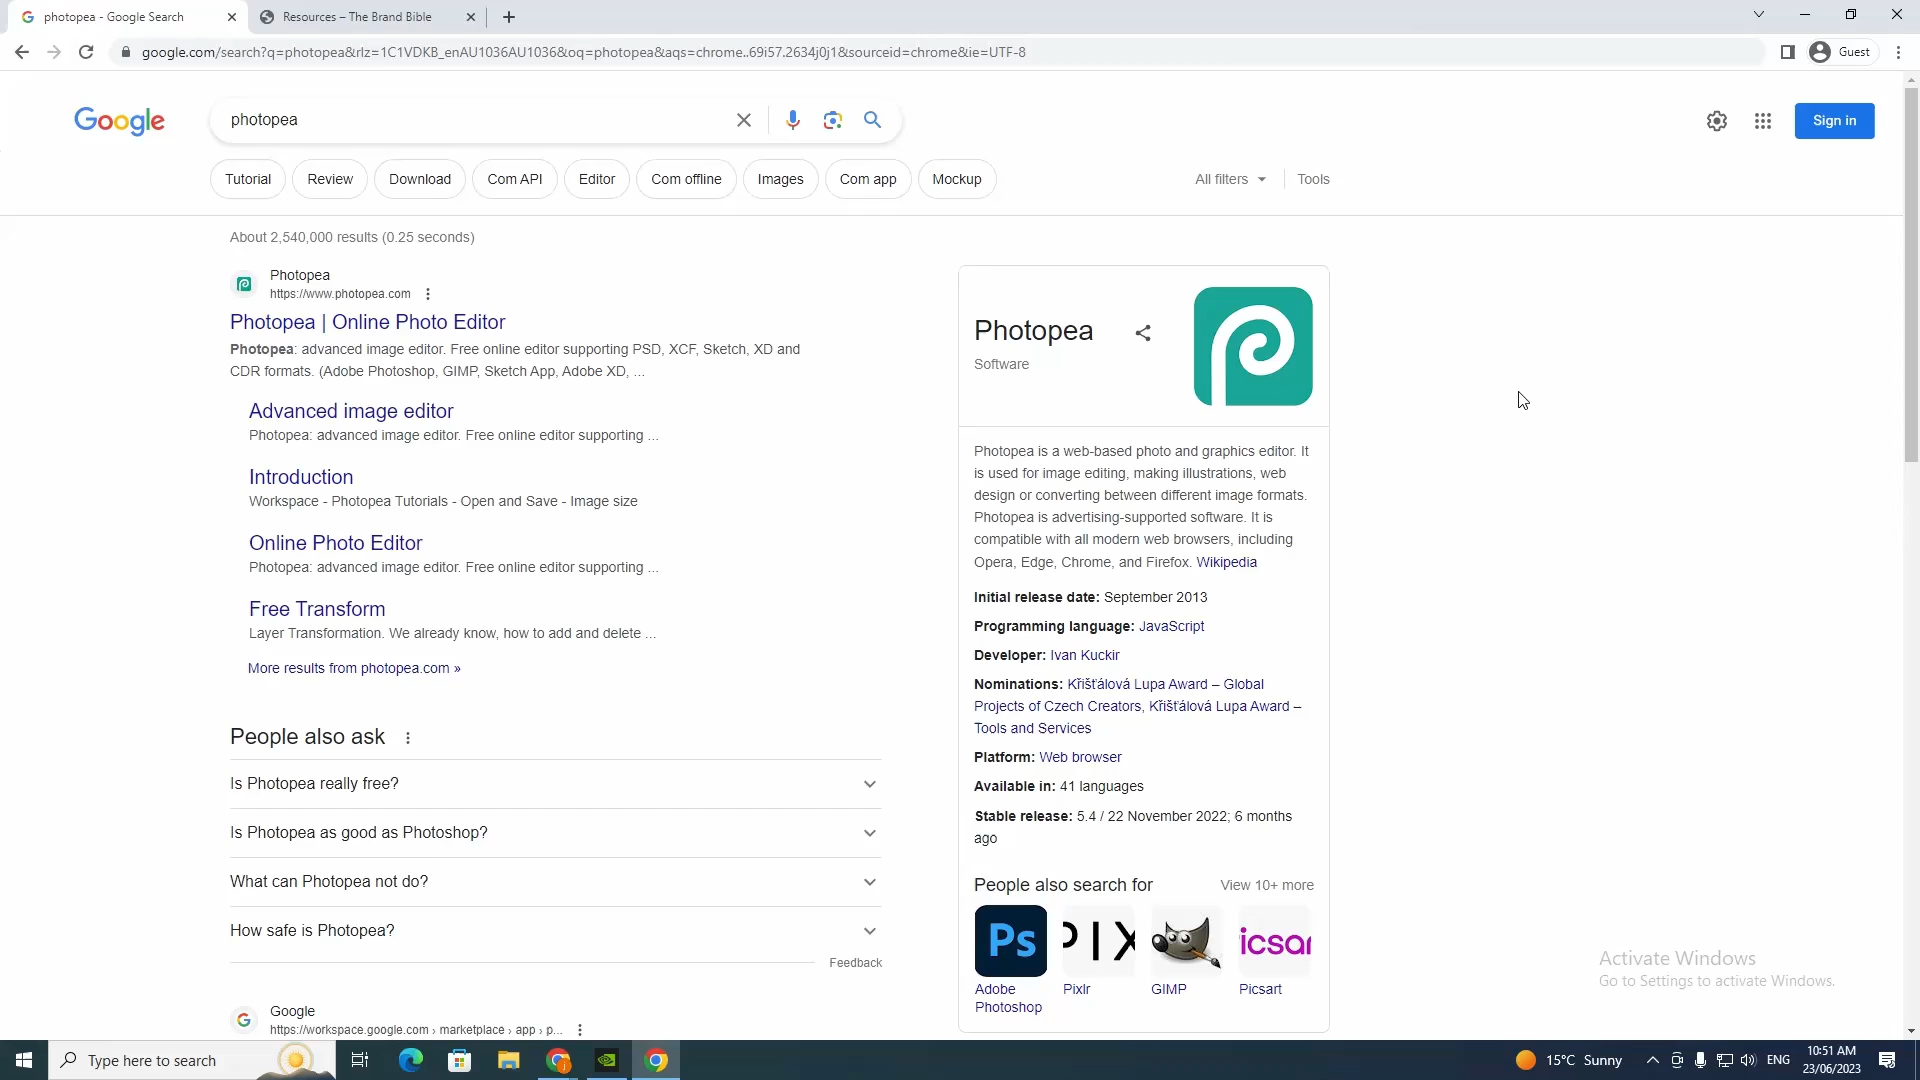 photopea - Google Search
Resources – The Brand Bible
google.com/search?q=photopea&rlz=1C1VDKB_enAU1036AU1036&oq=photopea&aqs=chrome..69i57.2634j0j1&sourceid=chrome&ie=UTF-8
Guest
Google
photopea
Sign in
Tutorial
Review
Download
Com API
Editor
Com offline
Images
Com app
Mockup
All filters
Tools
About 2,540,000 results (0.25 seconds)
Photopea
https://www.photopea.com
Photopea | Online Photo Editor
Photopea: advanced image editor. Free online editor supporting PSD, XCF, Sketch, XD and
CDR formats. (Adobe Photoshop, GIMP, Sketch App, Adobe XD, ...
Advanced image editor
Photopea: advanced image editor. Free online editor supporting ...
Introduction
Workspace - Photopea Tutorials - Open and Save - Image size
Online Photo Editor
Photopea: advanced image editor. Free online editor supporting ...
Free Transform
Layer Transformation. We already know, how to add and delete ...
More results from photopea.com »
People also ask
Is Photopea really free?
Is Photopea as good as Photoshop?
What can Photopea not do?
How safe is Photopea?
Feedback
Google
https://workspace.google.com › marketplace › app › p...
Photopea
Software
Photopea is a web-based photo and graphics editor. It
is used for image editing, making illustrations, web
design or converting between different image formats.
Photopea is advertising-supported software. It is
compatible with all modern web browsers, including
Opera, Edge, Chrome, and Firefox. Wikipedia
Initial release date: September 2013
Programming language: JavaScript
Developer: Ivan Kuckir
Nominations: Křišťálová Lupa Award – Global
Projects of Czech Creators, Křišťálová Lupa Award –
Tools and Services
Platform: Web browser
Available in: 41 languages
Stable release: 5.4 / 22 November 2022; 6 months
ago
People also search for
View 10+ more
Ps
PIX
icsar
Adobe
Photoshop
Pixlr
GIMP
Picsart
Activate Windows
Go to Settings to activate Windows.
Type here to search
15°C Sunny
ENG
10:51 AM
23/06/2023